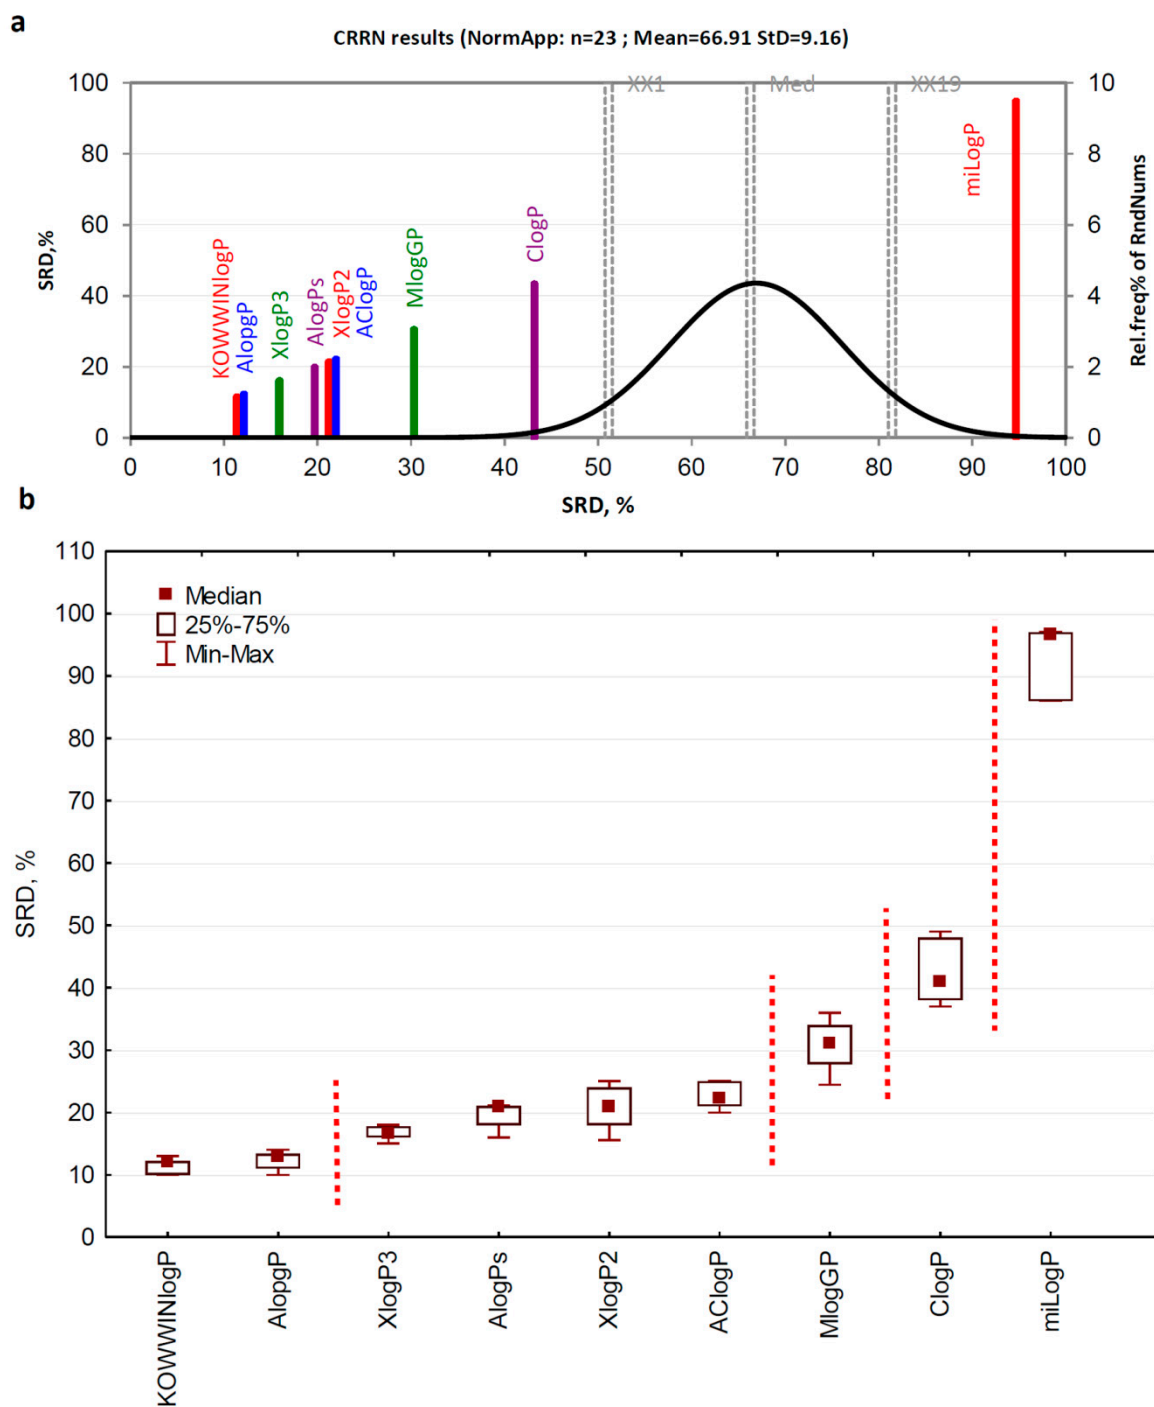 a
CRRN results (NormApp: n=23 ; Mean=66.91 StD=9.16)
100
80
60
40
20
0
SRD,%
10
8
6
4
2
0
Rel.freq% of RndNums
XX1
Med
XX19
KOWWINlogP
AlopgP
XlogP3
AlogPs
XlogP2
AClogP
MlogGP
ClogP
miLogP
0 10 20 30 40 50 60 70 80 90 100
SRD, %
b
110
100
90
80
70
60
50
40
30
20
10
0
SRD, %
Median
25%-75%
Min-Max
KOWWINlogP
AlopgP
XlogP3
AlogPs
XlogP2
AClogP
MlogGP
ClogP
miLogP